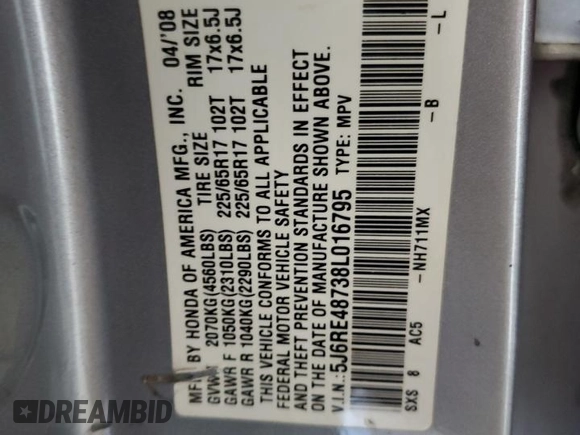 MFD BY HONDA OF AMERICA MFG., INC. 04/'08
TIRE SIZE RIM SIZE
GVWR 2070KG(4560LBS)
GAWR F 1050KG(2310LBS) 225/65R17 102T 17x6.5J
GAWR R 1040KG(2290LBS) 225/65R17 102T 17x6.5J
THIS VEHICLE CONFORMS TO ALL APPLICABLE
FEDERAL MOTOR VEHICLE SAFETY
AND THEFT PREVENTION STANDARDS IN EFFECT
ON THE DATE OF MANUFACTURE SHOWN ABOVE.
V.I.N.: 5J6RE48738L016795 TYPE: MPV
SXS 8 AC5 -NH711MX -B -L
DREAMBID